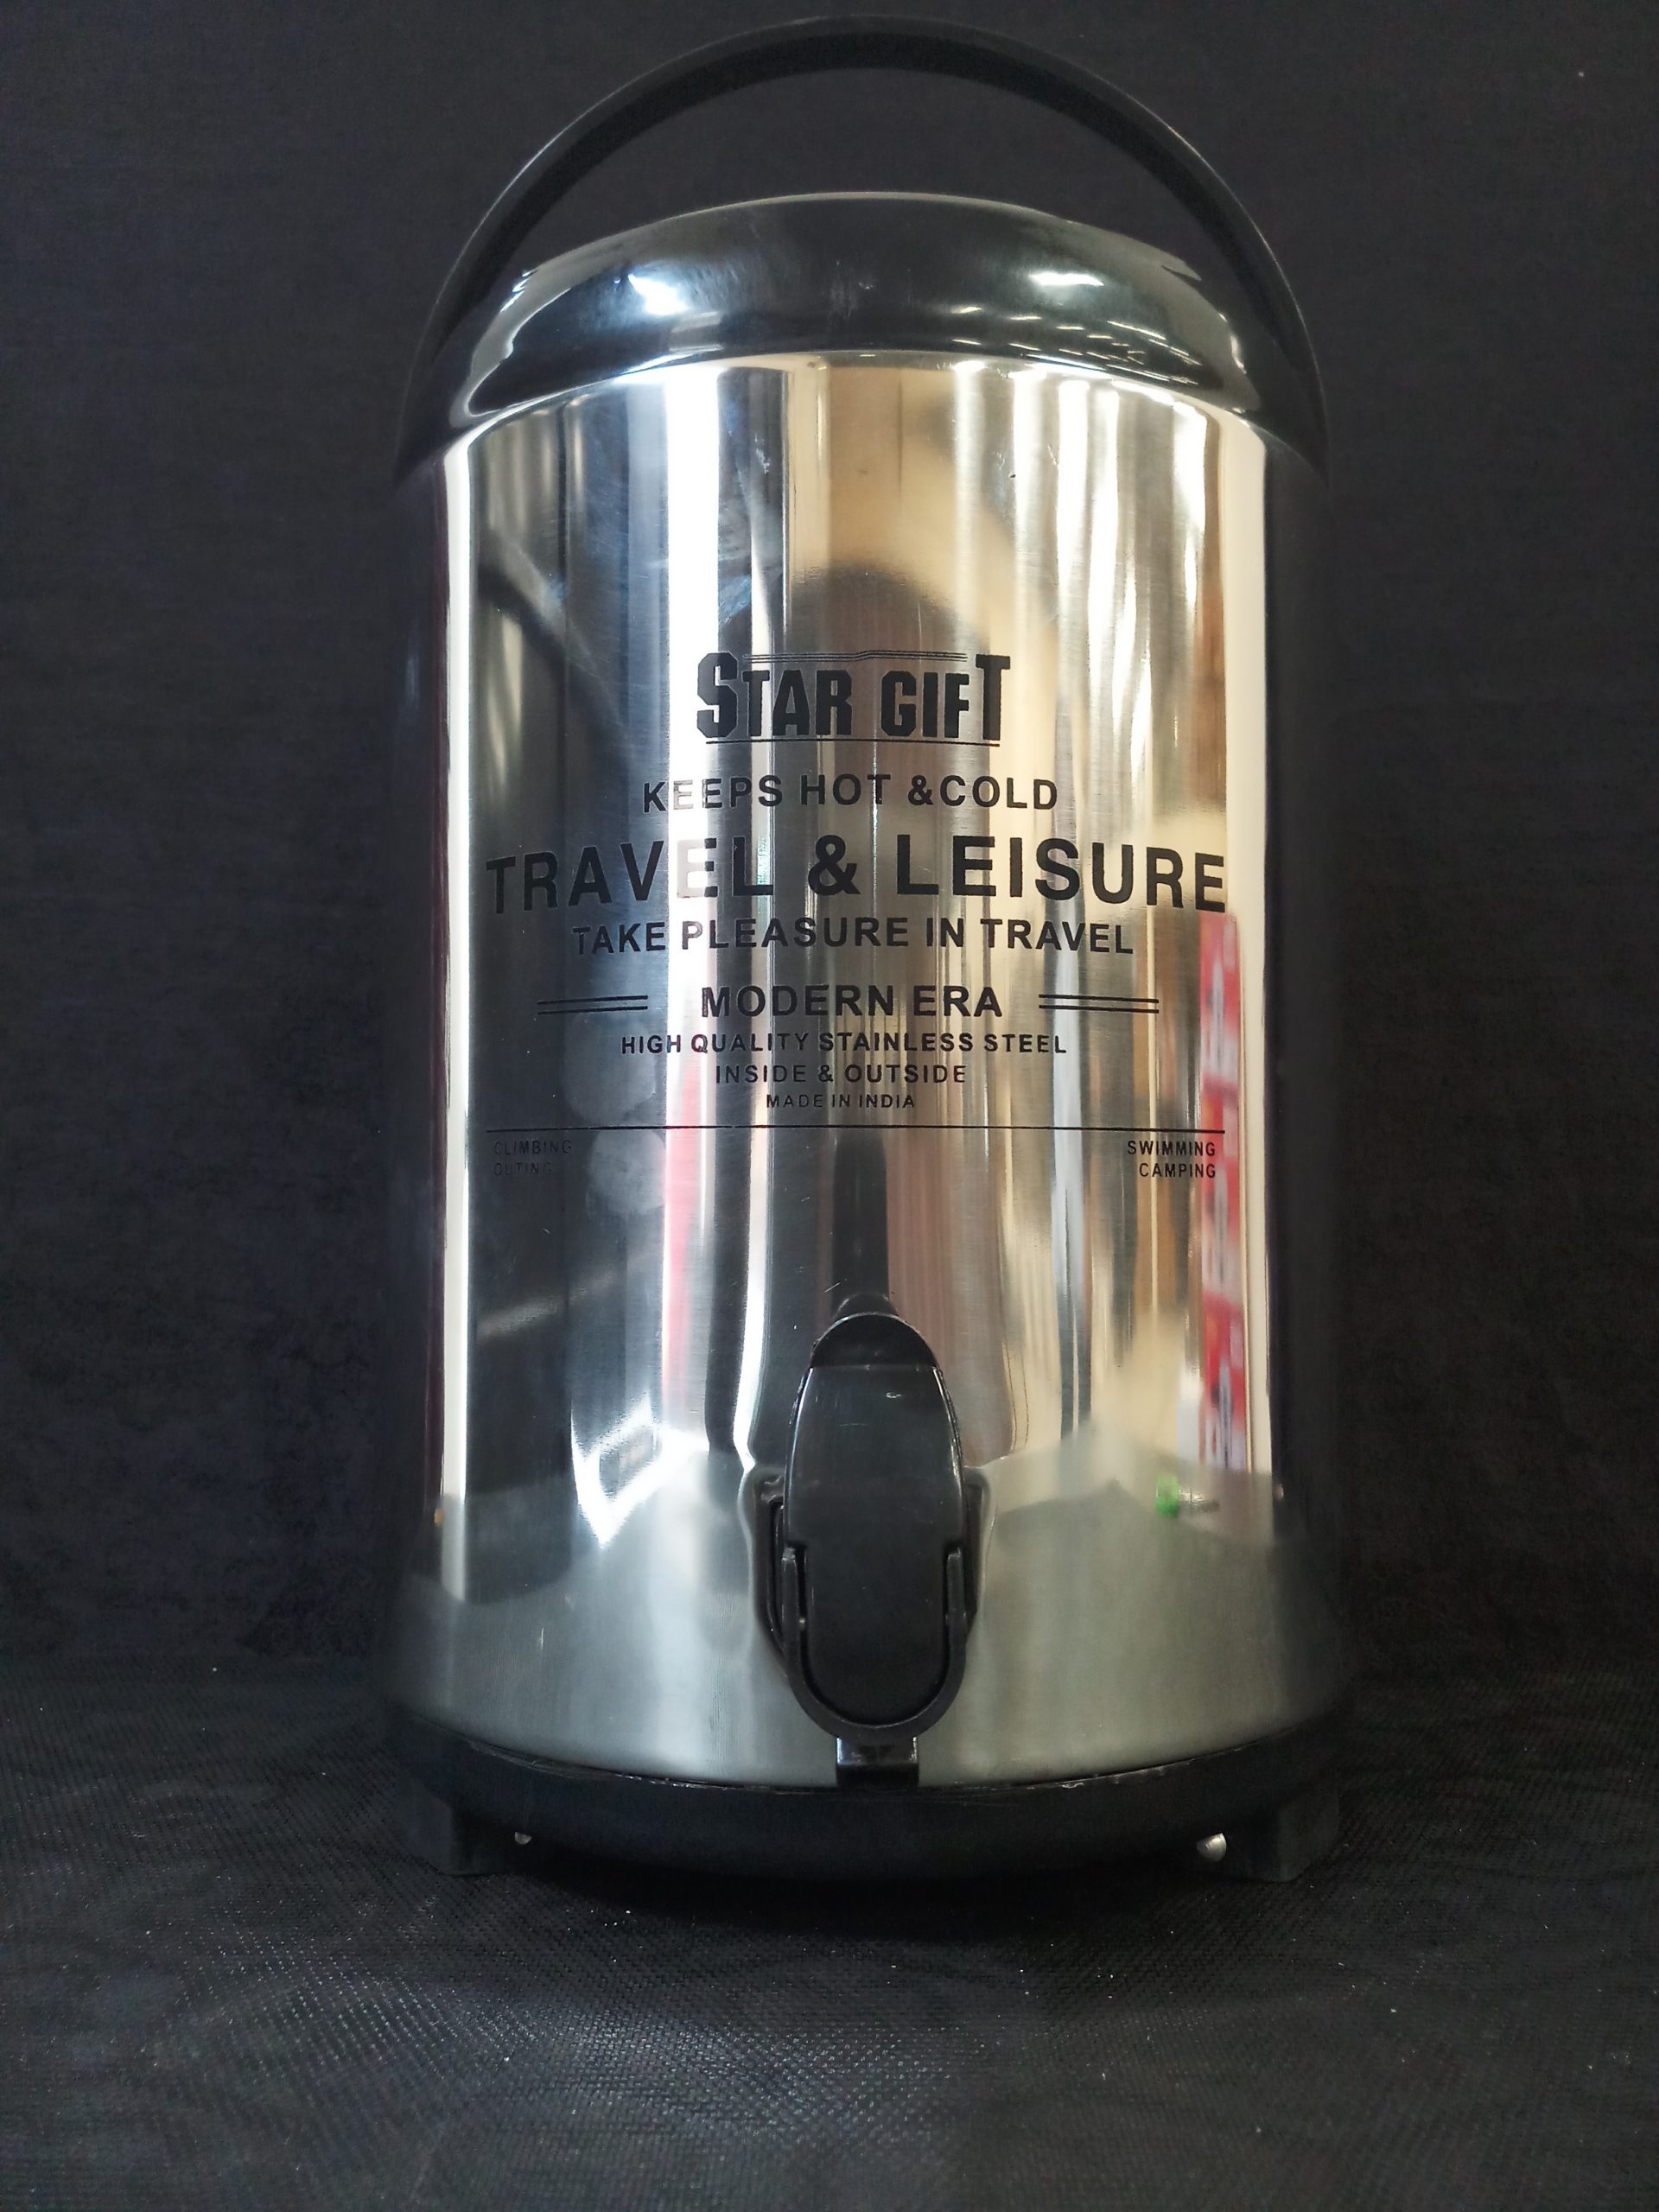 STAR GIFT
KEEPS HOT &COLD
TRAVEL & LEISURE
TAKE PLEASURE IN TRAVEL
MODERN ERA
HIGH QUALITY STAINLESS STEEL
INSIDE & OUTSIDE
MADE IN INDIA
CLIMBING
OUTING
SWIMMING
CAMPING